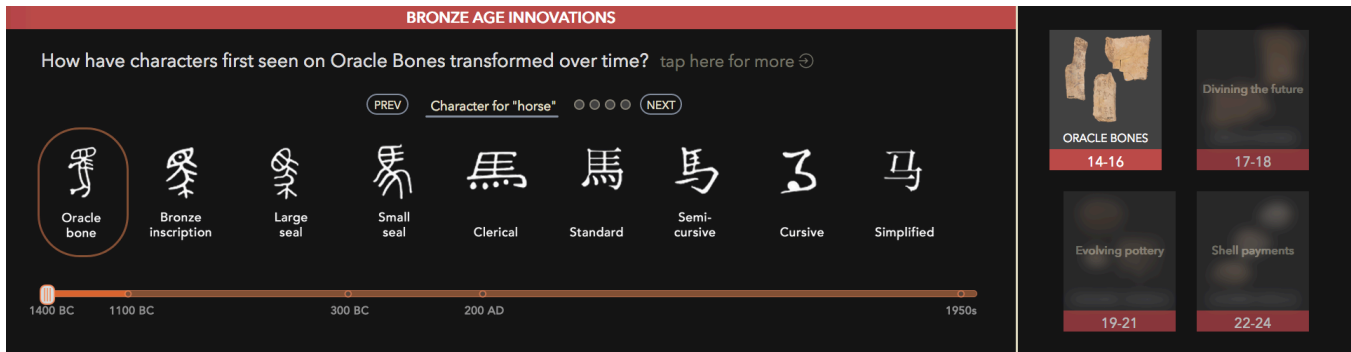 BRONZE AGE INNOVATIONS
How have characters first seen on Oracle Bones transformed over time? tap here for more
PREV
Character for "horse"
NEXT
馬 馬 马
Oracle
bone
Bronze
inscription
Large
seal
Small
seal
Clerical
Standard
Semi-
cursive
Cursive
Simplified
1400 BC
1100 BC
300 BC
200 AD
1950s
ORACLE BONES
14-16
Divining the future
17-18
Evolving pottery
19-21
Shell payments
22-24